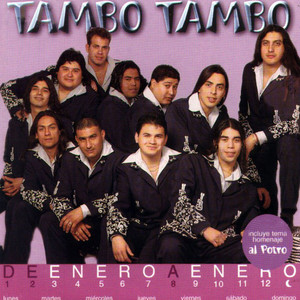 TAMBO TAMBO
incluye tema
homenaje
al Potro
DE ENERO A ENERO
1 2 3 4 5 6 7 8 9 10 11 12
lunes martes miércoles jueves viernes sábado domingo